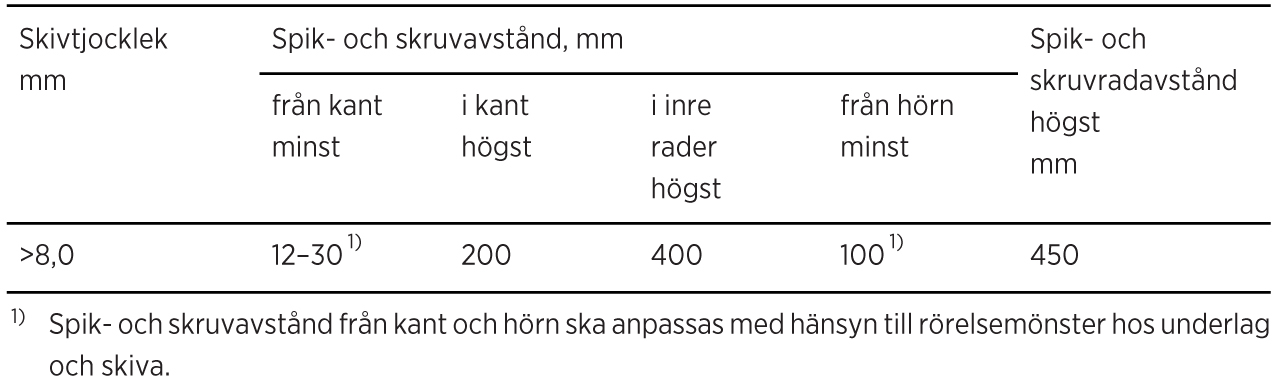 Skivtjocklek
mm
Spik- och skruvavstånd, mm
Spik- och
skruvradavstånd
högst
mm
från kant
minst
i kant
högst
i inre
rader
högst
från hörn
minst
>8,0 12–30 1) 200 400 100 1) 450
1) Spik- och skruvavstånd från kant och hörn ska anpassas med hänsyn till rörelsemönster hos underlag
och skiva.